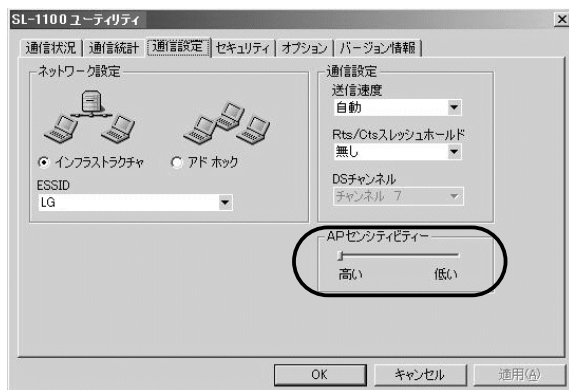 SL-1100 ユーティリティ
通信状況 通信統計 通信設定 セキュリティ オプション バージョン情報
ネットワーク設定
インフラストラクチャ アド ホック
ESSID
LG
通信設定
送信速度
自動
Rts/Ctsスレッシュホールド
無し
DSチャンネル
チャンネル 7
APセンシティビティー
高い 低い
OK キャンセル 適用(A)